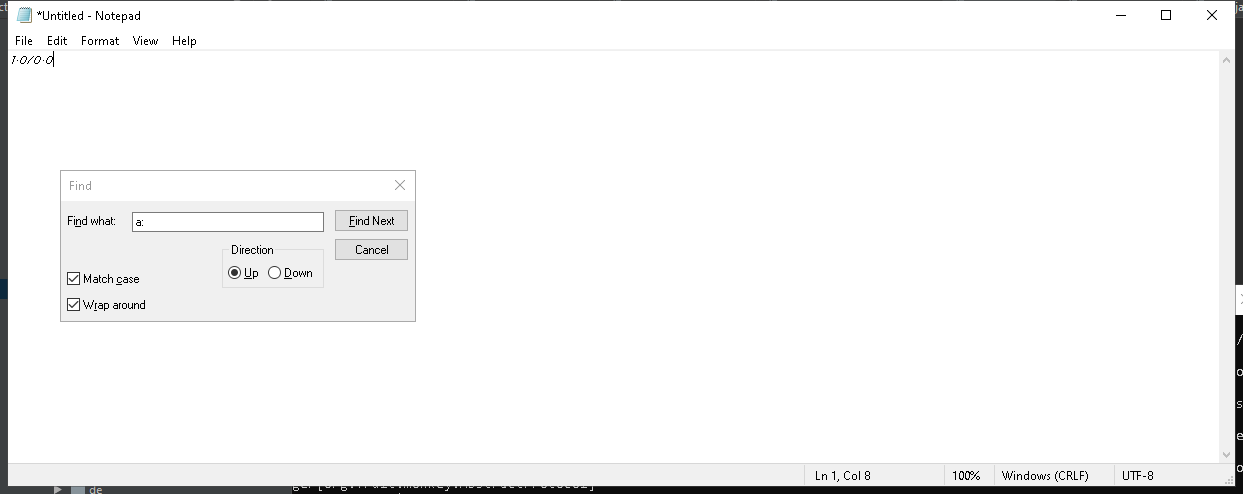 *Untitled - Notepad
File Edit Format View Help
1·0/0·0
Find
Find what: a: Find Next
Direction Cancel
Up Down
Match case
Wrap around
Ln 1, Col 8 100% Windows (CRLF) UTF-8
de